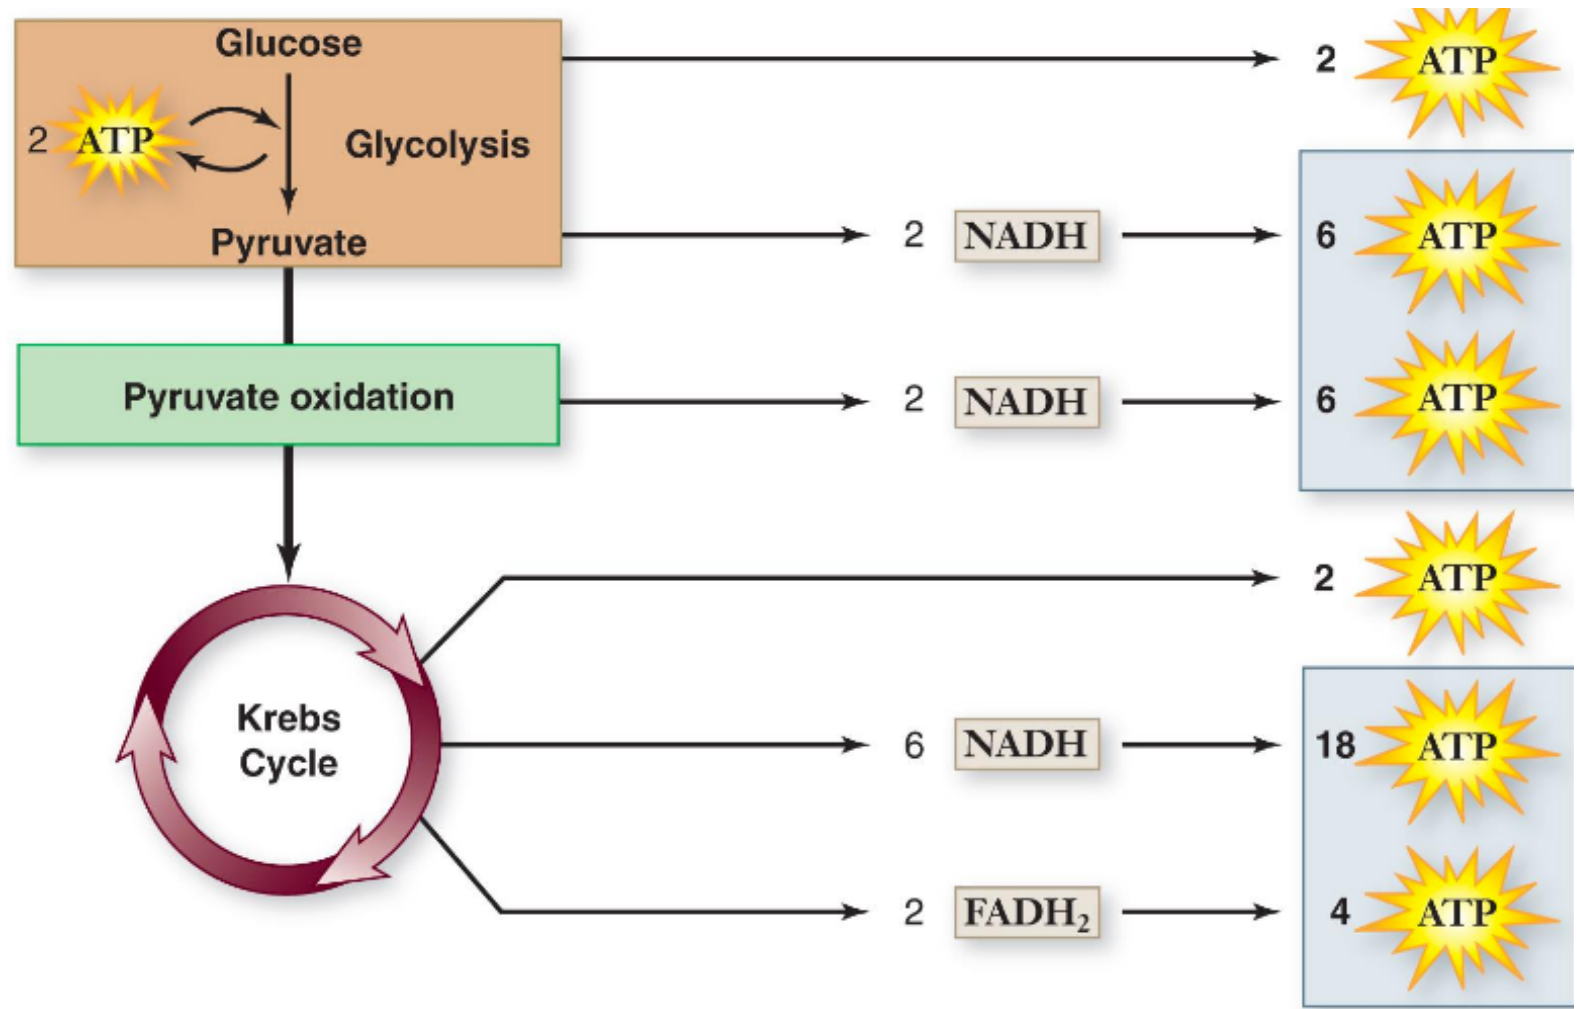 Glucose
2 ATP
2 ATP
Glycolysis
Pyruvate
2 NADH
6 ATP
Pyruvate oxidation
2 NADH
6 ATP
2 ATP
Krebs
Cycle
6 NADH
18 ATP
2 FADH₂
4 ATP